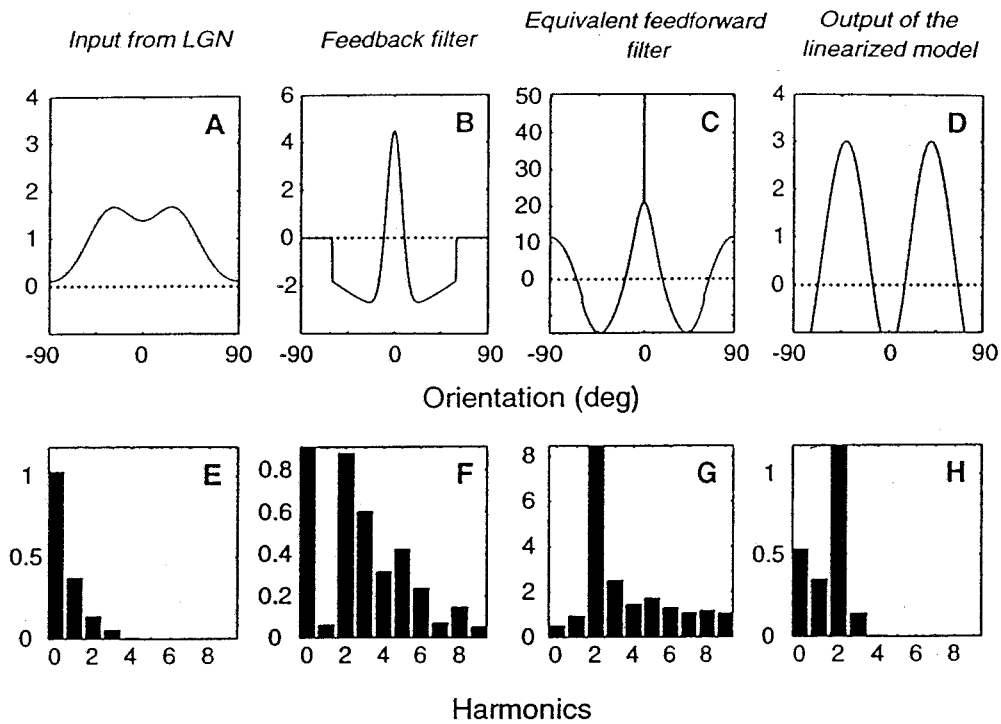 Input from LGN
Feedback filter
Equivalent feedforward
filter
Output of the
linearized model
4
3
2
1
0
-90 0 90
A
6
4
2
0
-2
-90 0 90
B
50
40
30
20
10
0
-90 0 90
C
4
3
2
1
0
-90 0 90
D
Orientation (deg)
1
0.5
0
0 2 4 6 8
E
0.8
0.6
0.4
0.2
0
0 2 4 6 8
F
8
6
4
2
0
0 2 4 6 8
G
1
0.5
0
0 2 4 6 8
H
Harmonics